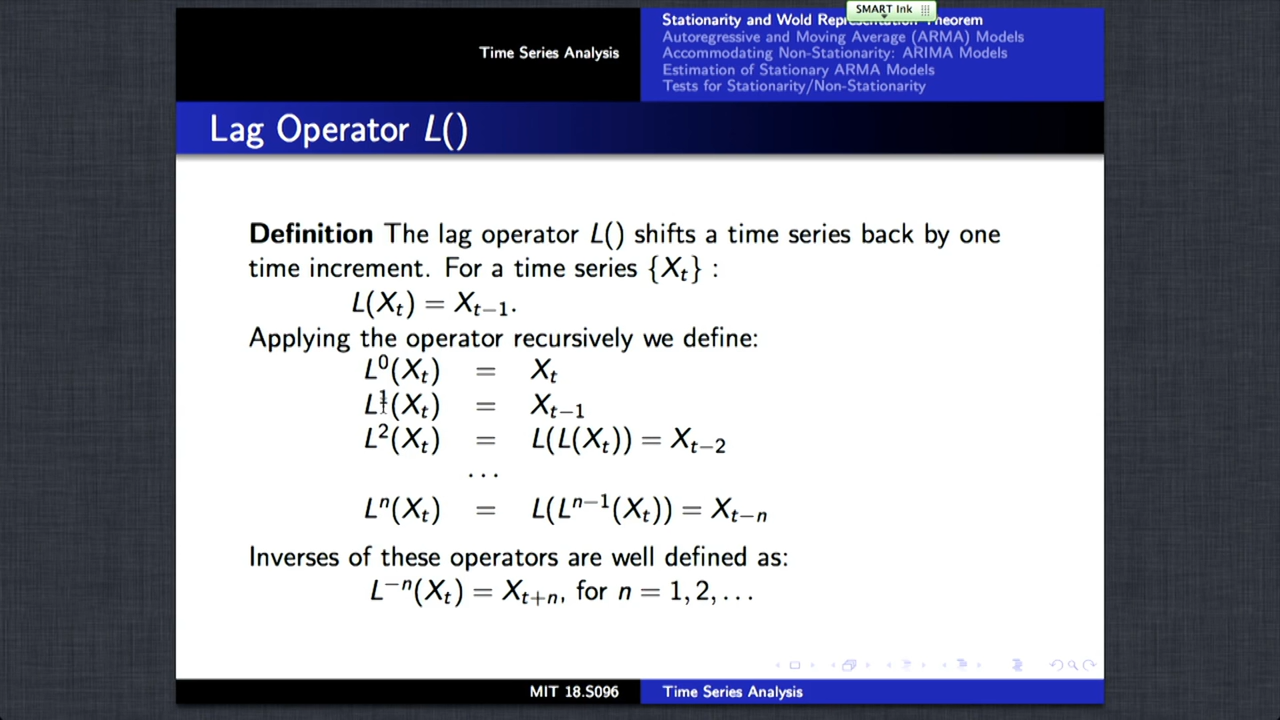 SMART Ink
Time Series Analysis
Stationarity and Wold Representation Theorem
Autoregressive and Moving Average (ARMA) Models
Accommodating Non-Stationarity: ARIMA Models
Estimation of Stationary ARMA Models
Tests for Stationarity/Non-Stationarity
Lag Operator L()
Definition The lag operator L() shifts a time series back by one
time increment. For a time series {X_t} :
L(X_t) = X_{t−1}.
Applying the operator recursively we define:
L^0(X_t) = X_t
L^1(X_t) = X_{t−1}
L^2(X_t) = L(L(X_t)) = X_{t−2}
···
L^n(X_t) = L(L^{n−1}(X_t)) = X_{t−n}
Inverses of these operators are well defined as:
L^{−n}(X_t) = X_{t+n}, for n = 1, 2, . . .
MIT 18.S096
Time Series Analysis